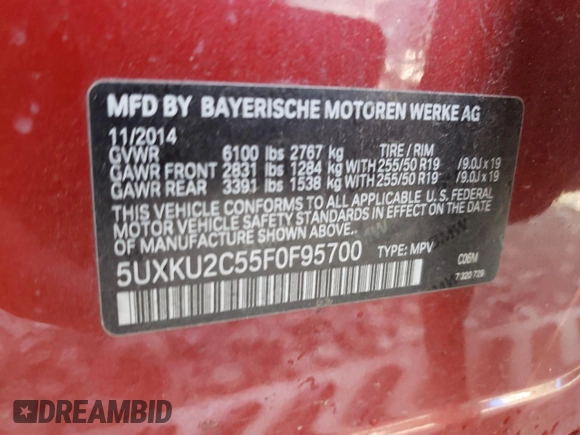 MFD BY BAYERISCHE MOTOREN WERKE AG
11/2014
GVWR 6100 lbs 2767 kg TIRE / RIM
GAWR FRONT 2831 lbs 1284 kg WITH 255/50 R19 /9.0J x 19
GAWR REAR 3391 lbs 1538 kg WITH 255/50 R19 /9.0J x 19
THIS VEHICLE CONFORMS TO ALL APPLICABLE U. S. FEDERAL
MOTOR VEHICLE SAFETY STANDARDS IN EFFECT ON THE DATE OF
MANUFACTURE SHOWN ABOVE..
5UXKU2C55F0F95700 TYPE: MPV C06M
7 320 729
DREAMBID